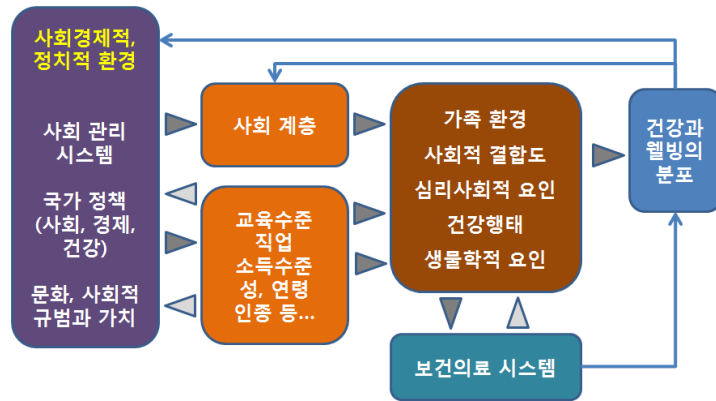 사회경제적,
정치적 환경
사회 관리
시스템
국가 정책
(사회, 경제,
건강)
문화, 사회적
규범과 가치
사회 계층
교육수준
직업
소득수준
성, 연령
인종 등...
가족 환경
사회적 결합도
심리사회적 요인
건강행태
생물학적 요인
보건의료 시스템
건강과
웰빙의
분포